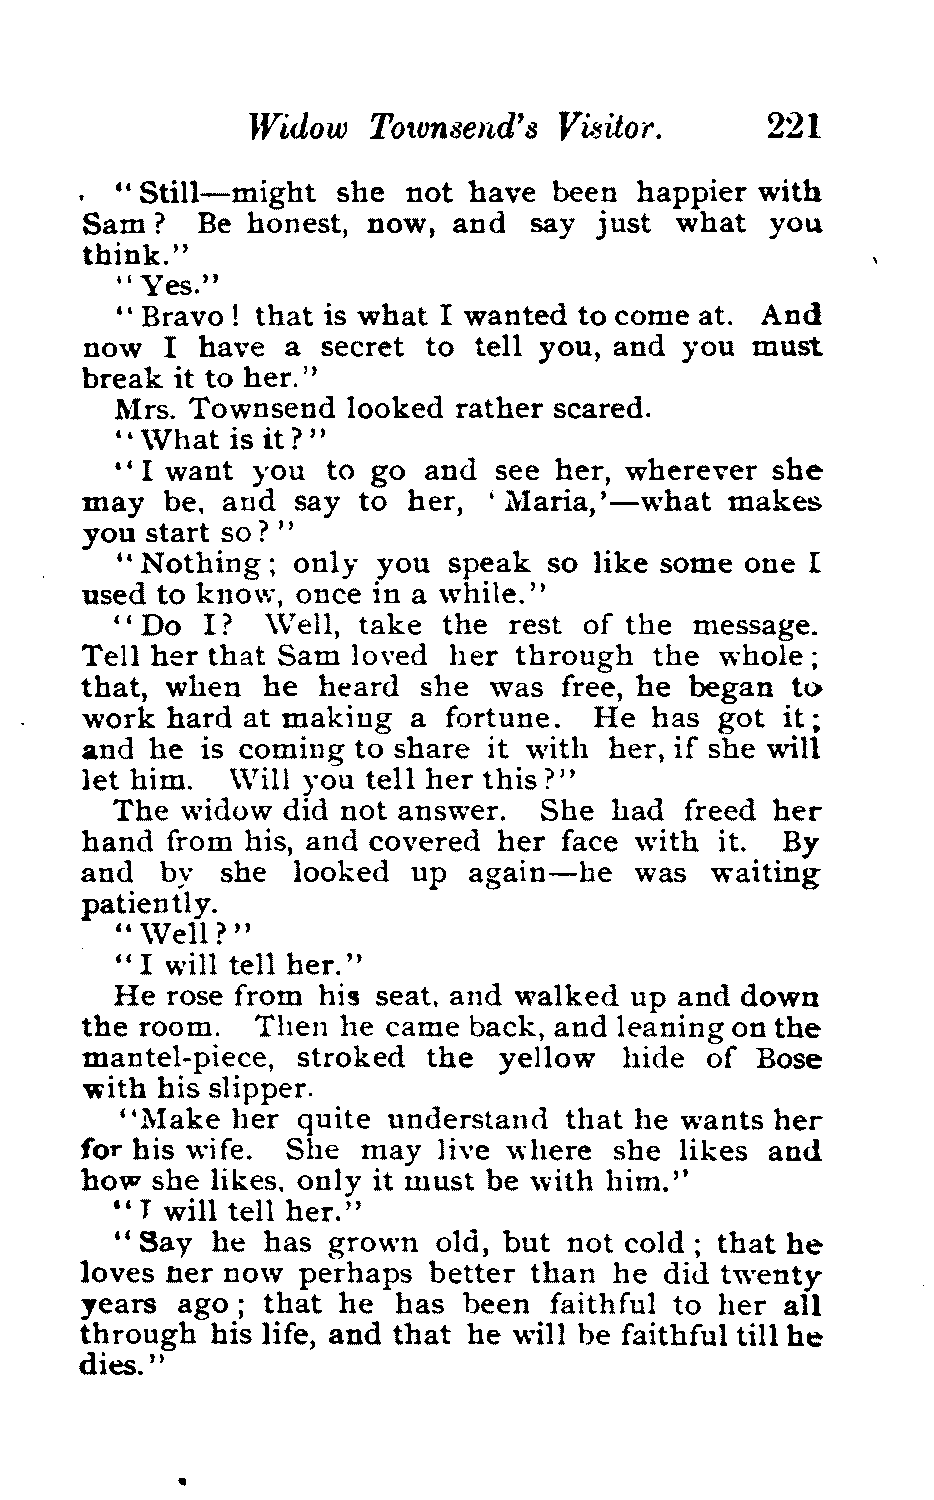 Widow Townsend's Visitor. 221
"Still—might she not have been happier with
Sam? Be honest, now, and say just what you
think."
"Yes."
"Bravo! that is what I wanted to come at. And
now I have a secret to tell you, and you must
break it to her."
Mrs. Townsend looked rather scared.
"What is it?"
"I want you to go and see her, wherever she
may be, and say to her, 'Maria,'—what makes
you start so?"
"Nothing; only you speak so like some one I
used to know, once in a while."
"Do I? Well, take the rest of the message.
Tell her that Sam loved her through the whole;
that, when he heard she was free, he began to
work hard at making a fortune. He has got it;
and he is coming to share it with her, if she will
let him. Will you tell her this?"
The widow did not answer. She had freed her
hand from his, and covered her face with it. By
and by she looked up again—he was waiting
patiently.
"Well?"
"I will tell her."
He rose from his seat, and walked up and down
the room. Then he came back, and leaning on the
mantel-piece, stroked the yellow hide of Bose
with his slipper.
"Make her quite understand that he wants her
for his wife. She may live where she likes and
how she likes, only it must be with him."
"I will tell her."
"Say he has grown old, but not cold; that he
loves her now perhaps better than he did twenty
years ago; that he has been faithful to her all
through his life, and that he will be faithful till he
dies."